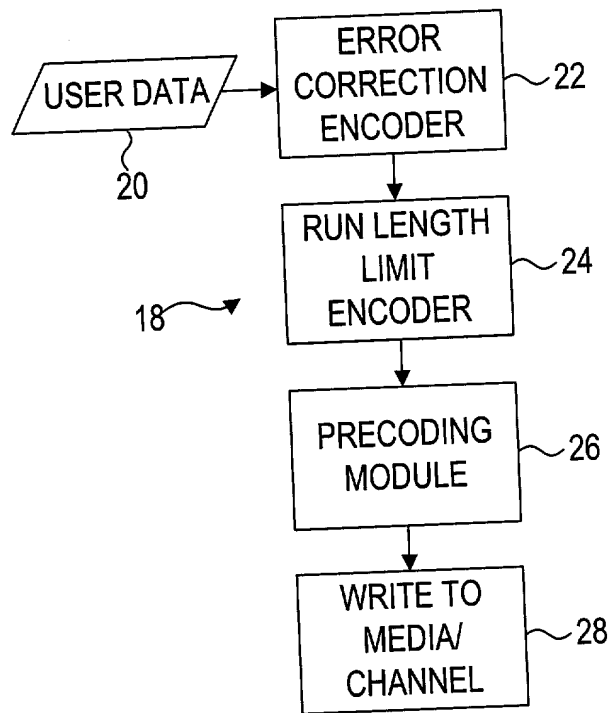 USER DATA
20
ERROR
CORRECTION
ENCODER
22
RUN LENGTH
LIMIT
ENCODER
24
18
PRECODING
MODULE
26
WRITE TO
MEDIA/
CHANNEL
28